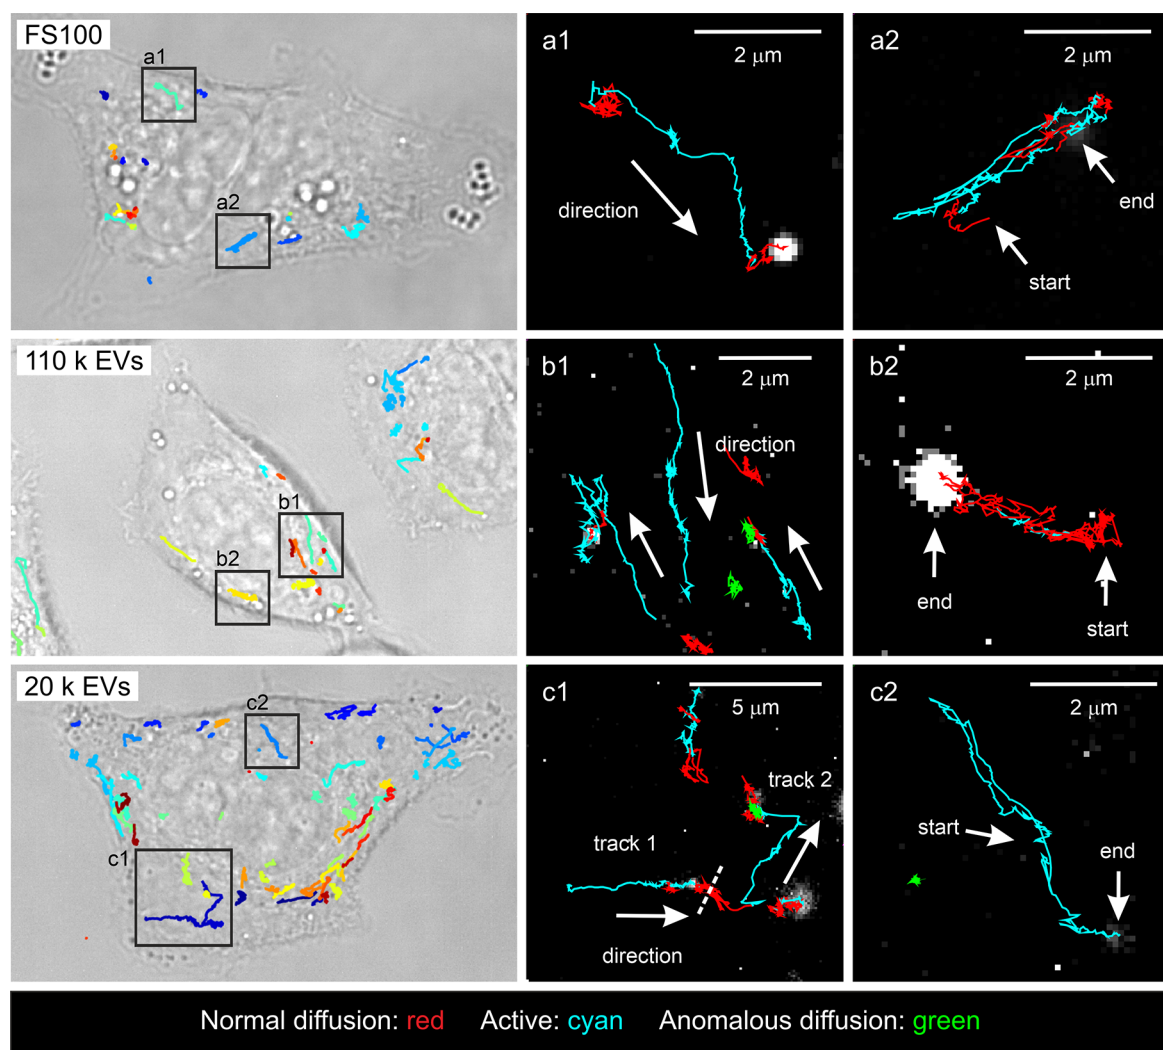 FS100
a1
a2
a1
2 μm
direction
a2
2 μm
end
start
110 k EVs
b1
b2
b1
2 μm
direction
b2
2 μm
end
start
20 k EVs
c2
c1
c1
5 μm
track 2
track 1
direction
c2
2 μm
start
end
Normal diffusion: red Active: cyan Anomalous diffusion: green